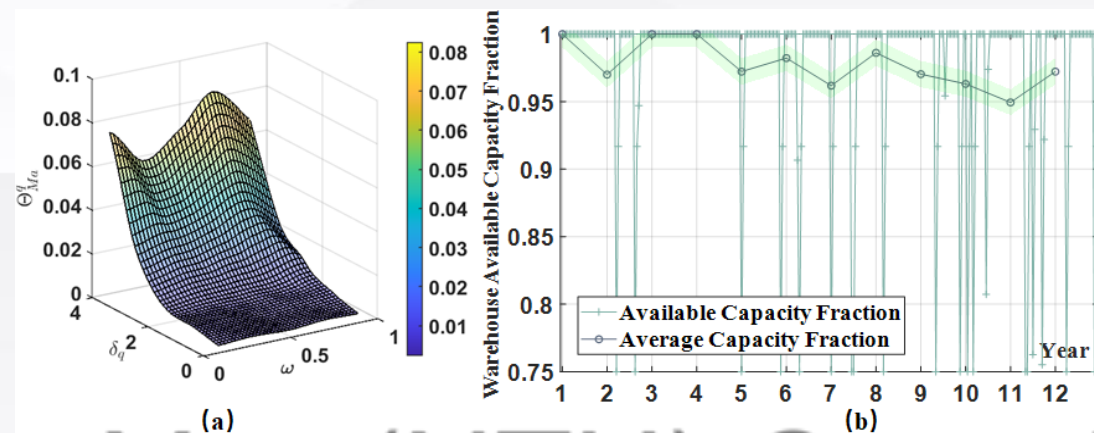 0.1
0.08
0.06
0.04
0.02
0
Θ^q_{Ma}
4
2
0
δ_q
0
0.5
1
ω
0.08
0.07
0.06
0.05
0.04
0.03
0.02
0.01
(a)
Warehouse Available Capacity Fraction
1
0.95
0.9
0.85
0.8
0.75
Available Capacity Fraction
Average Capacity Fraction
Year
1 2 3 4 5 6 7 8 9 10 11 12
(b)